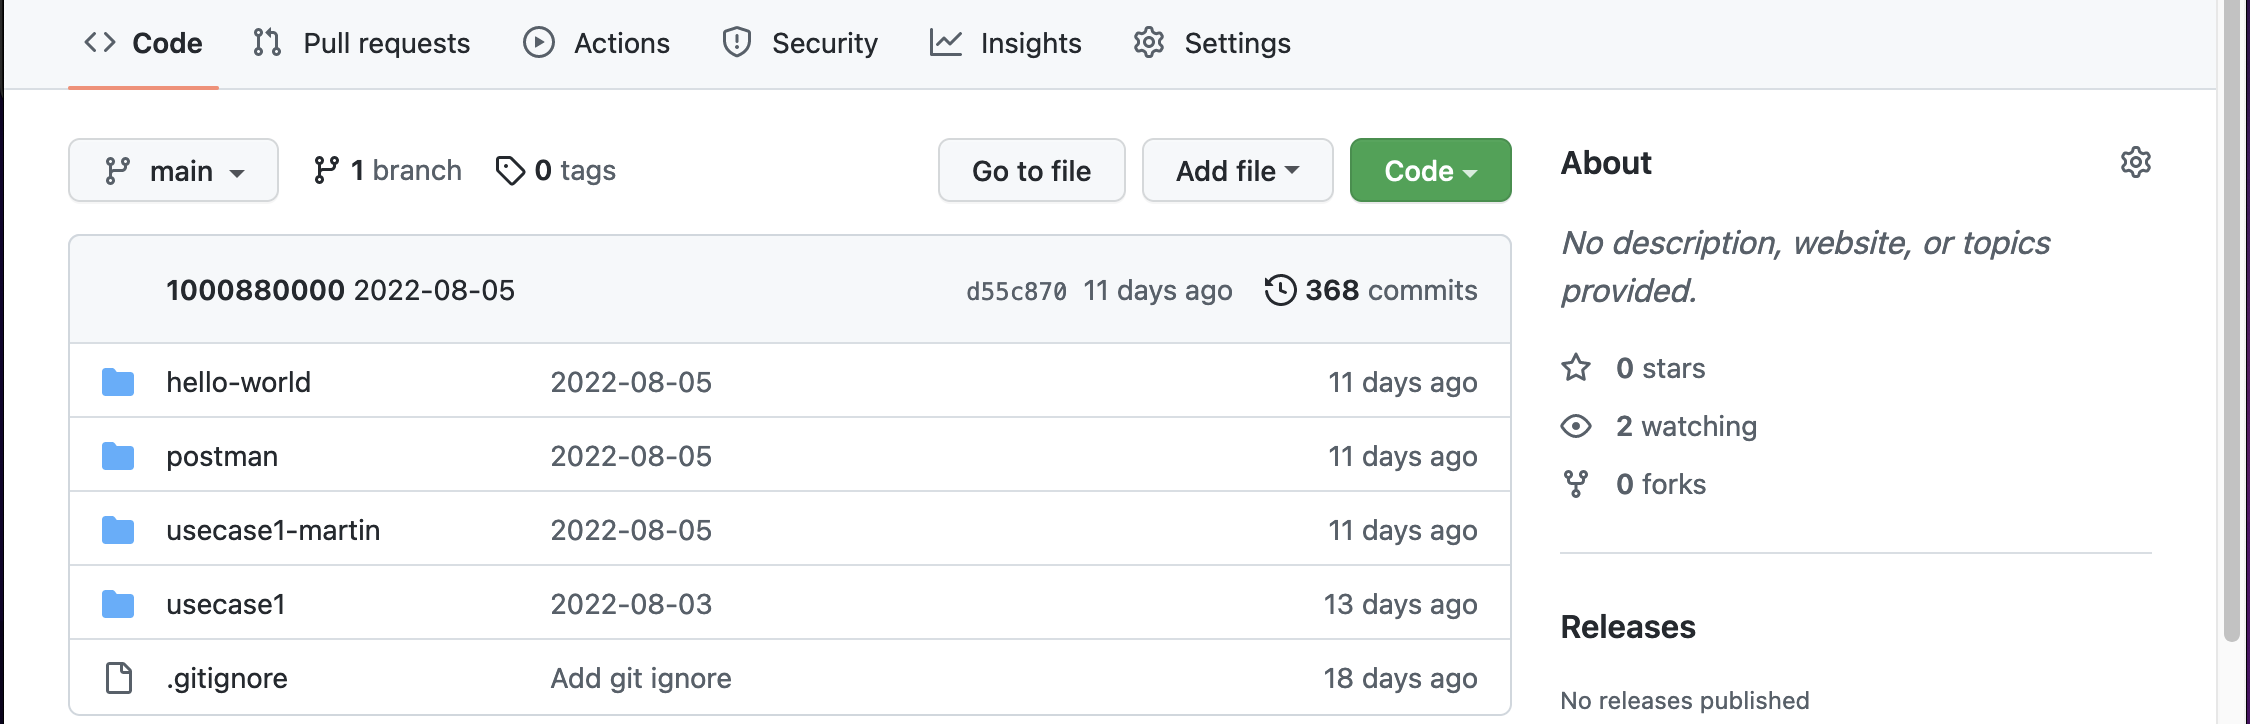 Code Pull requests Actions Security Insights Settings
main 1 branch 0 tags Go to file Add file Code
1000880000 2022-08-05 d55c870 11 days ago 368 commits
hello-world 2022-08-05 11 days ago
postman 2022-08-05 11 days ago
usecase1-martin 2022-08-05 11 days ago
usecase1 2022-08-03 13 days ago
.gitignore Add git ignore 18 days ago
About
No description, website, or topics
provided.
0 stars
2 watching
0 forks
Releases
No releases published